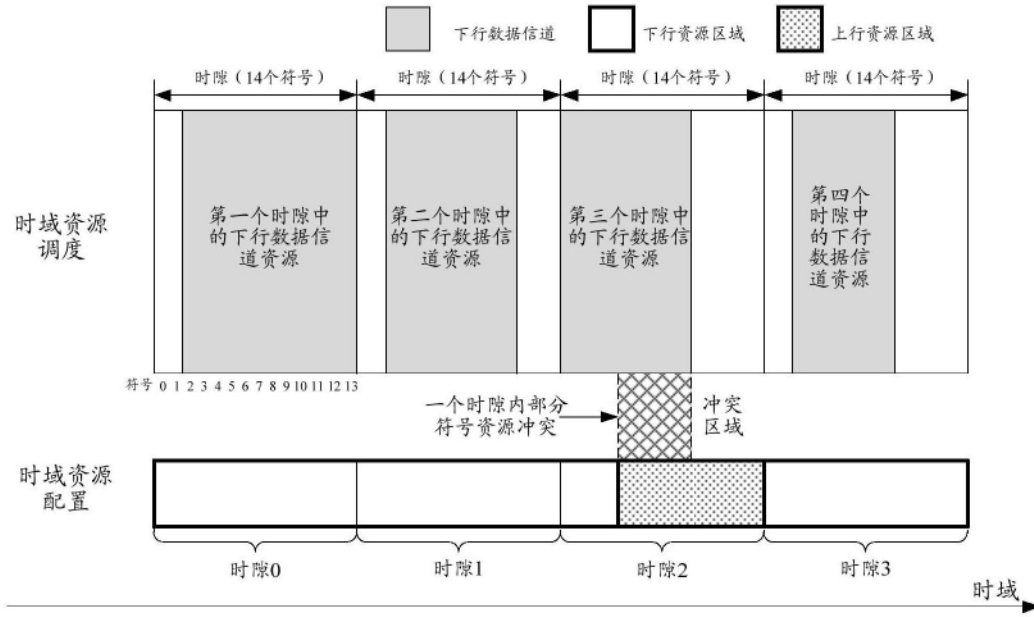 下行数据信道
下行资源区域
上行资源区域
时隙（14个符号）
时隙（14个符号）
时隙（14个符号）
时隙（14个符号）
时域资源
调度
第一个时隙中
的下行数据信
道资源
第二个时隙中
的下行数据信
道资源
第三个时隙中
的下行数据信
道资源
第四个
时隙中
的下行
数据信
道资源
符号 0 1 2 3 4 5 6 7 8 9 10 11 12 13
一个时隙内部分
符号资源冲突
冲突
区域
时域资源
配置
时隙0
时隙1
时隙2
时隙3
时域